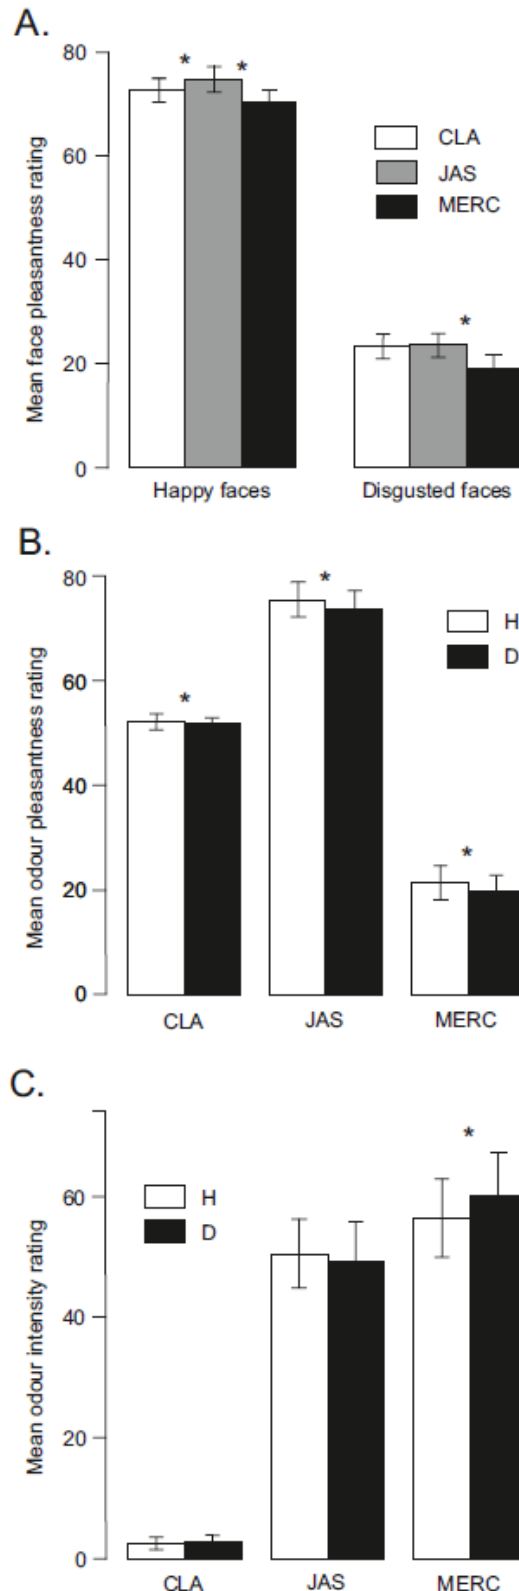 A.
Mean face pleasantness rating
80
60
40
20
0
* *
*
CLA
JAS
MERC
Happy faces
Disgusted faces
B.
Mean odour pleasantness rating
80
60
40
20
0
*
*
*
H
D
CLA
JAS
MERC
C.
Mean odour intensity rating
60
40
20
0
*
H
D
CLA
JAS
MERC